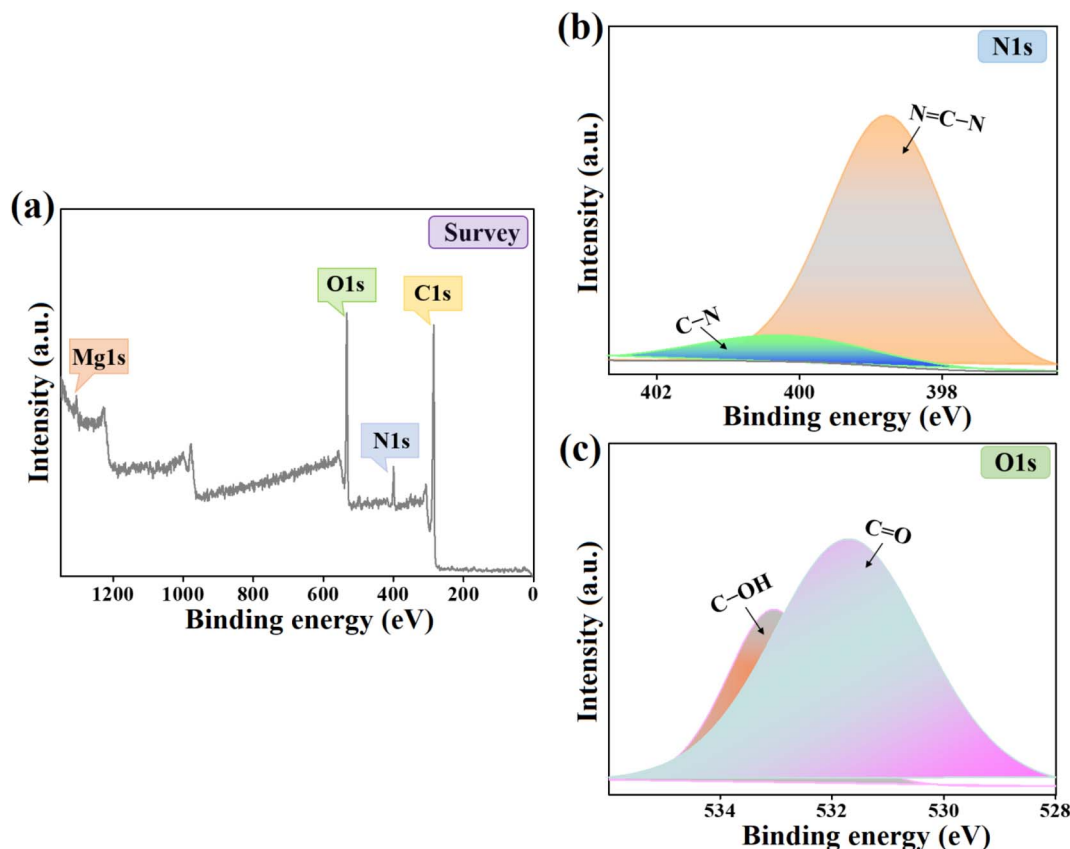 (a)
Survey
Mg1s
O1s
N1s
C1s
Intensity (a.u.)
1200 1000 800 600 400 200 0
Binding energy (eV)
(b)
N1s
N=C-N
C-N
Intensity (a.u.)
402 400 398
Binding energy (eV)
(c)
O1s
C=O
C-OH
Intensity (a.u.)
534 532 530 528
Binding energy (eV)